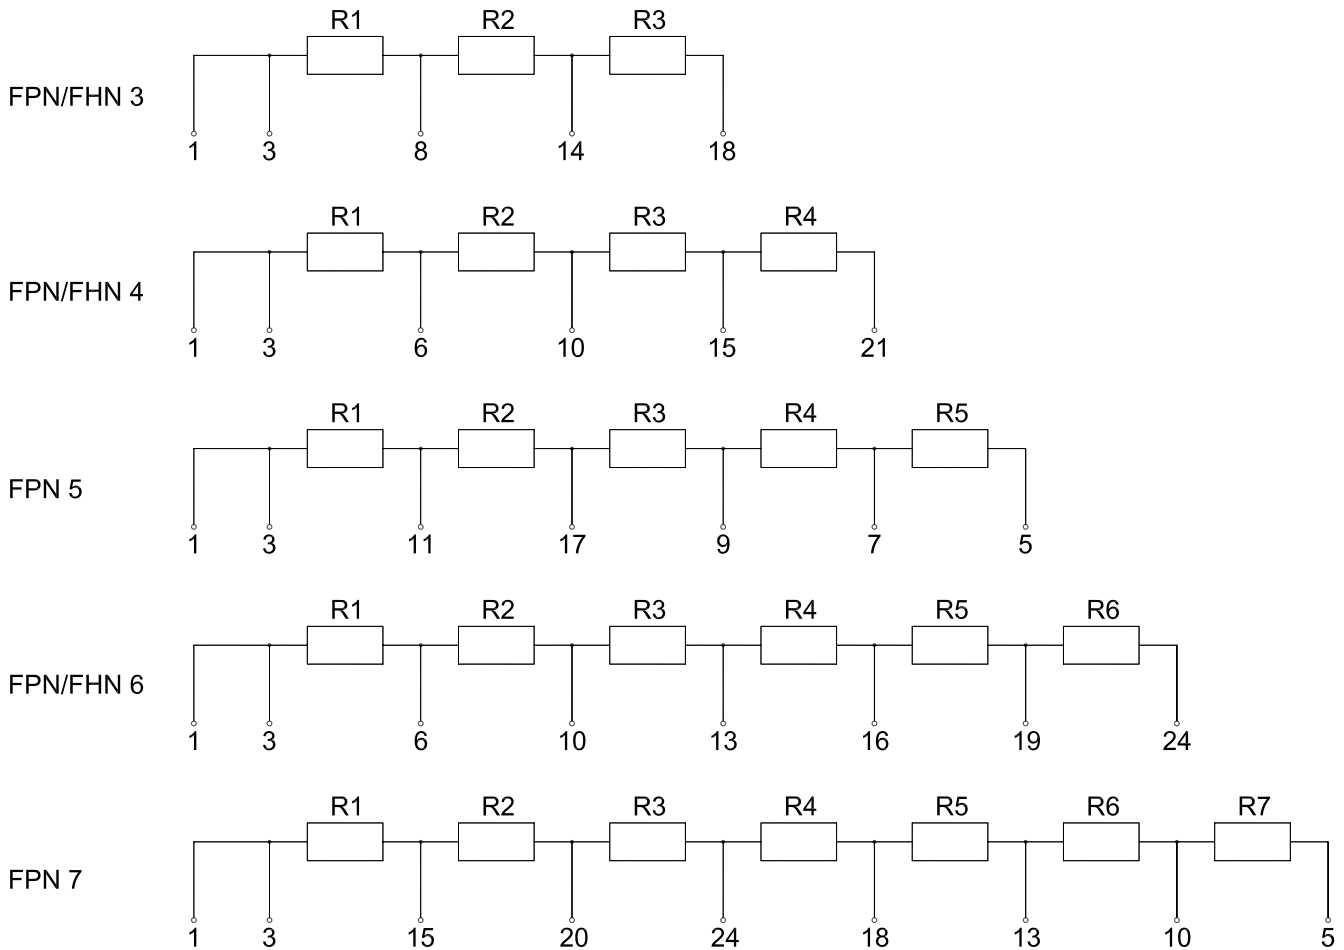 R1 R2 R3
FPN/FHN 3
1 3 8 14 18
R1 R2 R3 R4
FPN/FHN 4
1 3 6 10 15 21
R1 R2 R3 R4 R5
FPN 5
1 3 11 17 9 7 5
R1 R2 R3 R4 R5 R6
FPN/FHN 6
1 3 6 10 13 16 19 24
R1 R2 R3 R4 R5 R6 R7
FPN 7
1 3 15 20 24 18 13 10 5